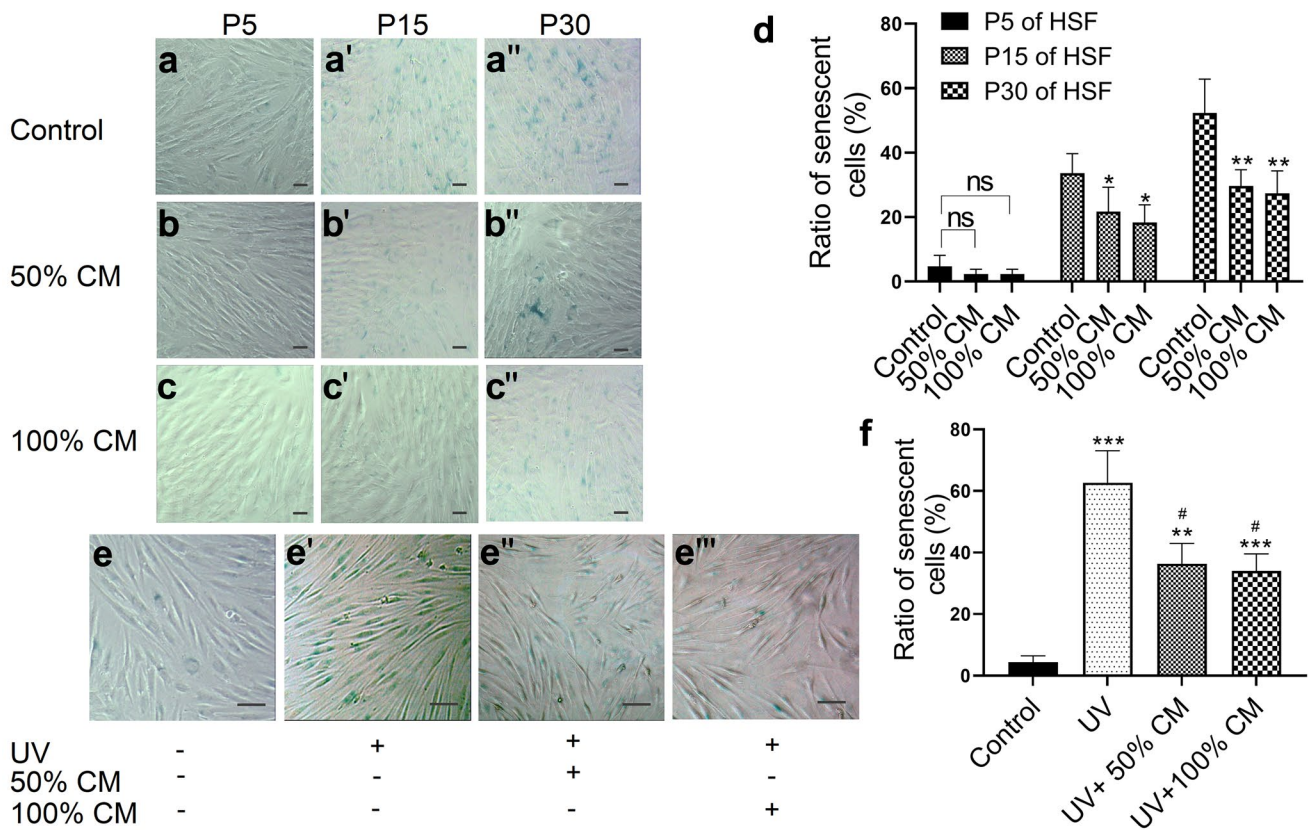 P5 P15 P30
Control
a a' a"
50% CM
b b' b"
100% CM
c c' c"
e e' e" e'"
UV - + + +
50% CM - - + -
100% CM - - - +
d
P5 of HSF
P15 of HSF
P30 of HSF
Ratio of senescent
cells (%)
80
60
40
20
0
ns
ns
* *
** **
Control 50% CM 100% CM Control 50% CM 100% CM Control 50% CM 100% CM
f
Ratio of senescent
cells (%)
80
60
40
20
0
***
# #
** ***
Control UV UV+ 50% CM UV+100% CM